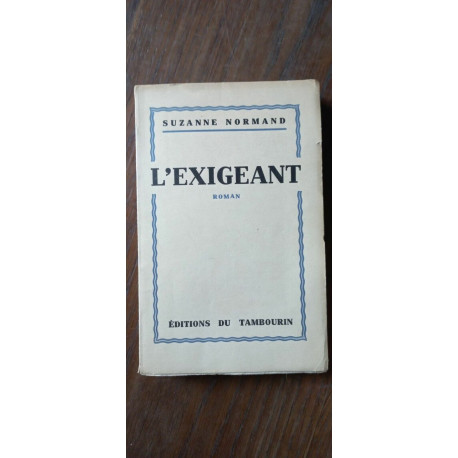 SUZANNE NORMAND
L'EXIGEANT
ROMAN
ÉDITIONS DU TAMBOURIN